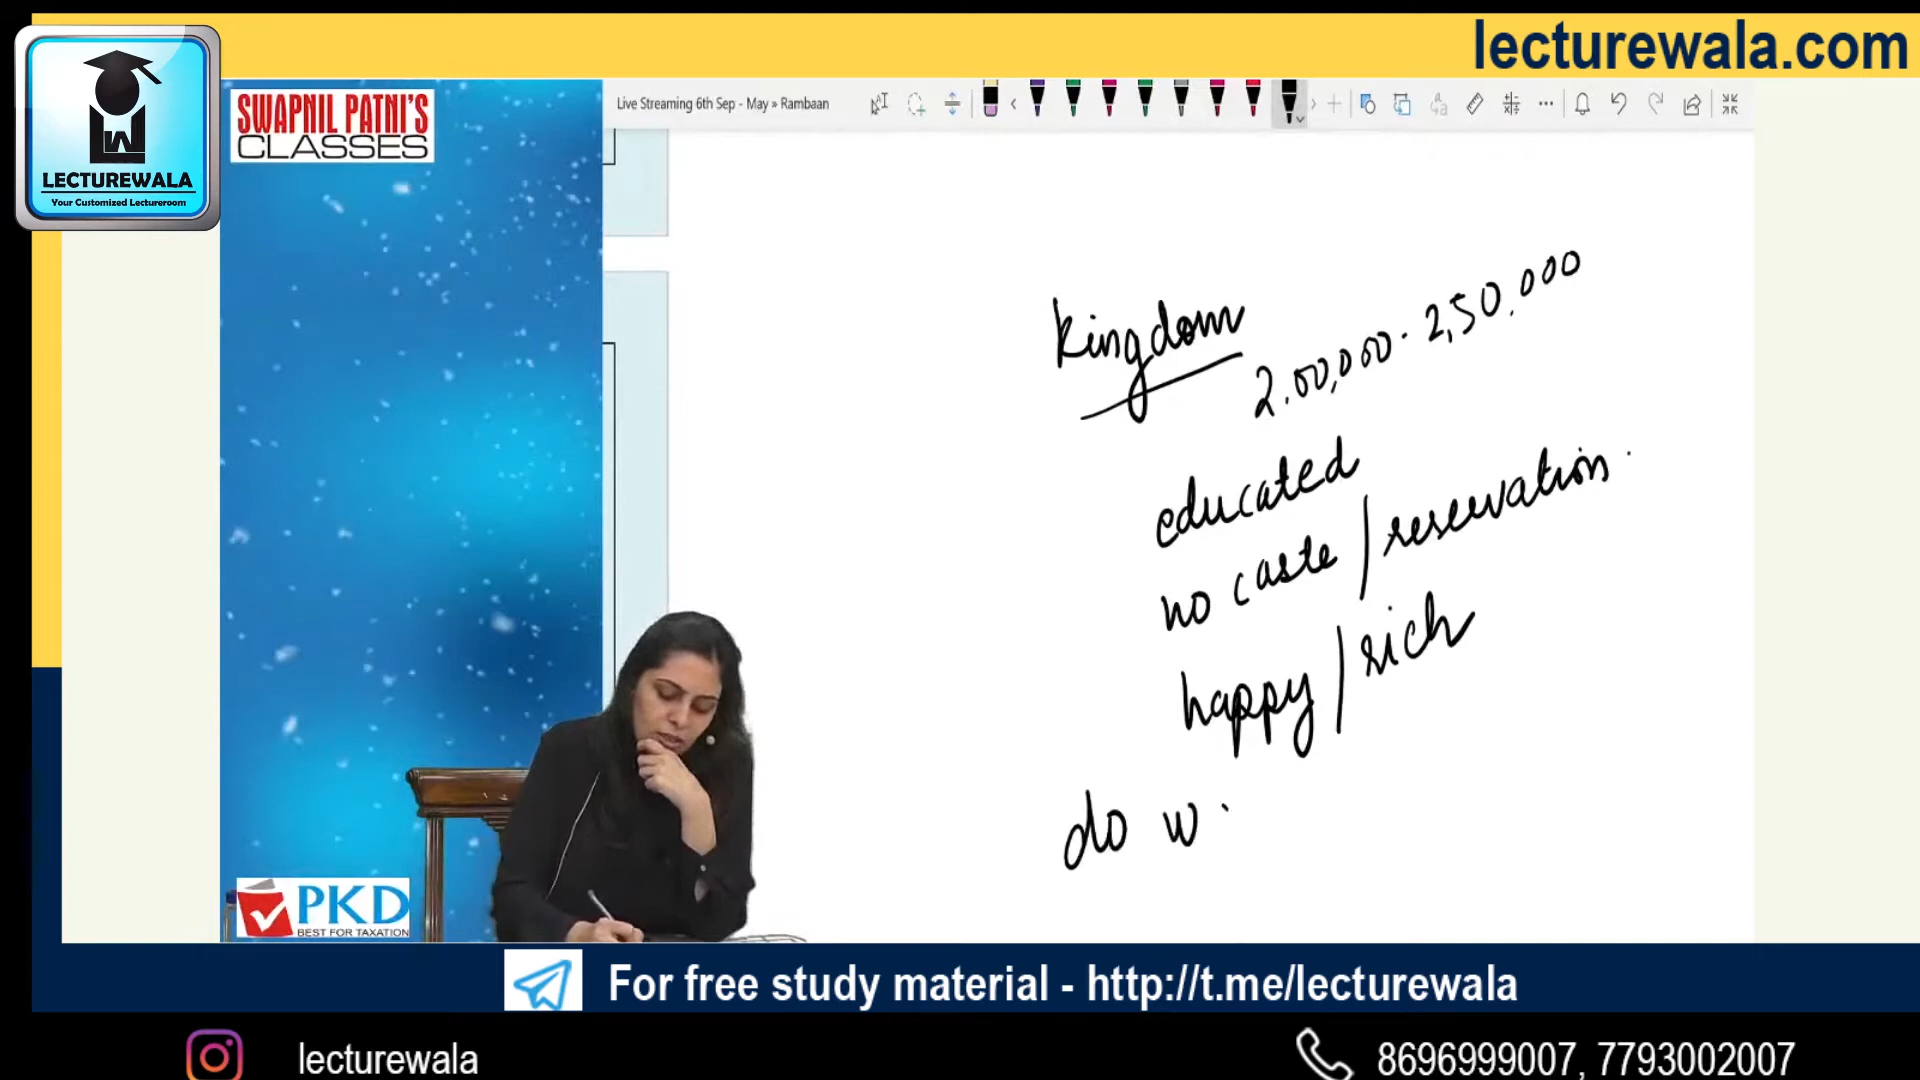 lecturewala.com
LW
LECTUREWALA
Your Customized Lectureroom
SWAPNIL PATNI'S
CLASSES
Live Streaming 6th Sep - May » Rambaan
Kingdom
2.00,000 - 2,50,000
educated
no caste / reservation.
happy / rich
do w
PKD
BEST FOR TAXATION
For free study material - http://t.me/lecturewala
lecturewala
8696999007, 7793002007